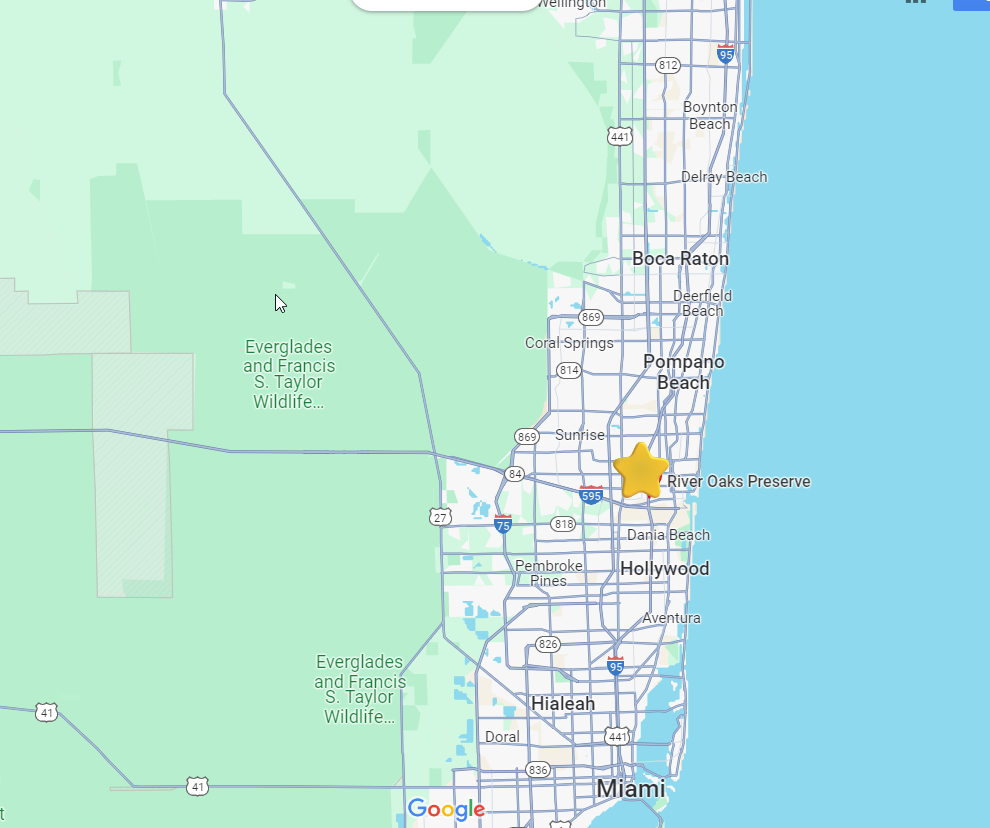 Wellington
95
812
Boynton
Beach
441
Delray Beach
Boca Raton
Deerfield
Beach
869
Coral Springs
Everglades
and Francis
S. Taylor
Wildlife...
Pompano
Beach
814
869
Sunrise
84
River Oaks Preserve
595
27
75
818
Dania Beach
Pembroke
Pines
Hollywood
Aventura
826
95
Everglades
and Francis
S. Taylor
Wildlife...
Hialeah
41
Doral
441
836
41
Miami
Google